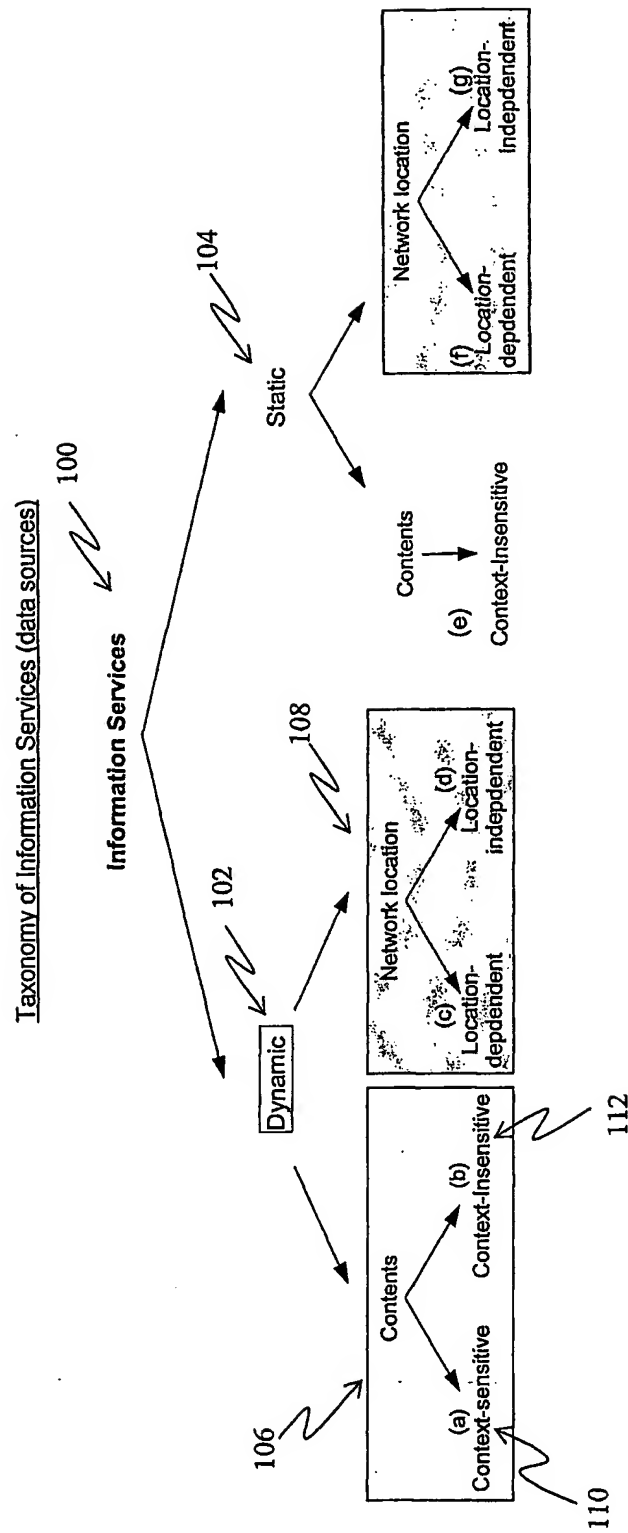 Taxonomy of Information Services (data sources)
100
Information Services
102
104
Dynamic
Static
106
108
Contents
Network location
Contents
Network location
(a)
(b)
(c)
(d)
(e)
(f)
(g)
Context-sensitive
Context-Insensitive
Location-
depdendent
Location-
indepdendent
Context-Insensitive
Location-
depdendent
Location-
Indepdendent
110
112